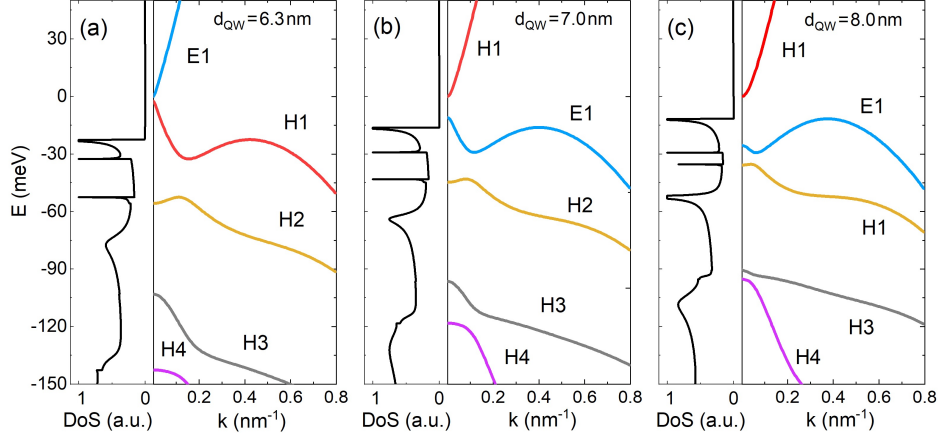 (a) d_QW=6.3nm (b) d_QW=7.0nm (c) d_QW=8.0nm
30
0
-30
-60
-90
-120
-150
E (meV)
E1
H1
H2
H3
H4
H1
E1
H2
H3
H4
H1
E1
H1
H3
H4
1 0 0.2 0.4 0.6 0.8 1 0 0.2 0.4 0.6 0.8 1 0 0.2 0.4 0.6 0.8
DoS (a.u.) k (nm⁻¹) DoS (a.u.) k (nm⁻¹) DoS (a.u.) k (nm⁻¹)